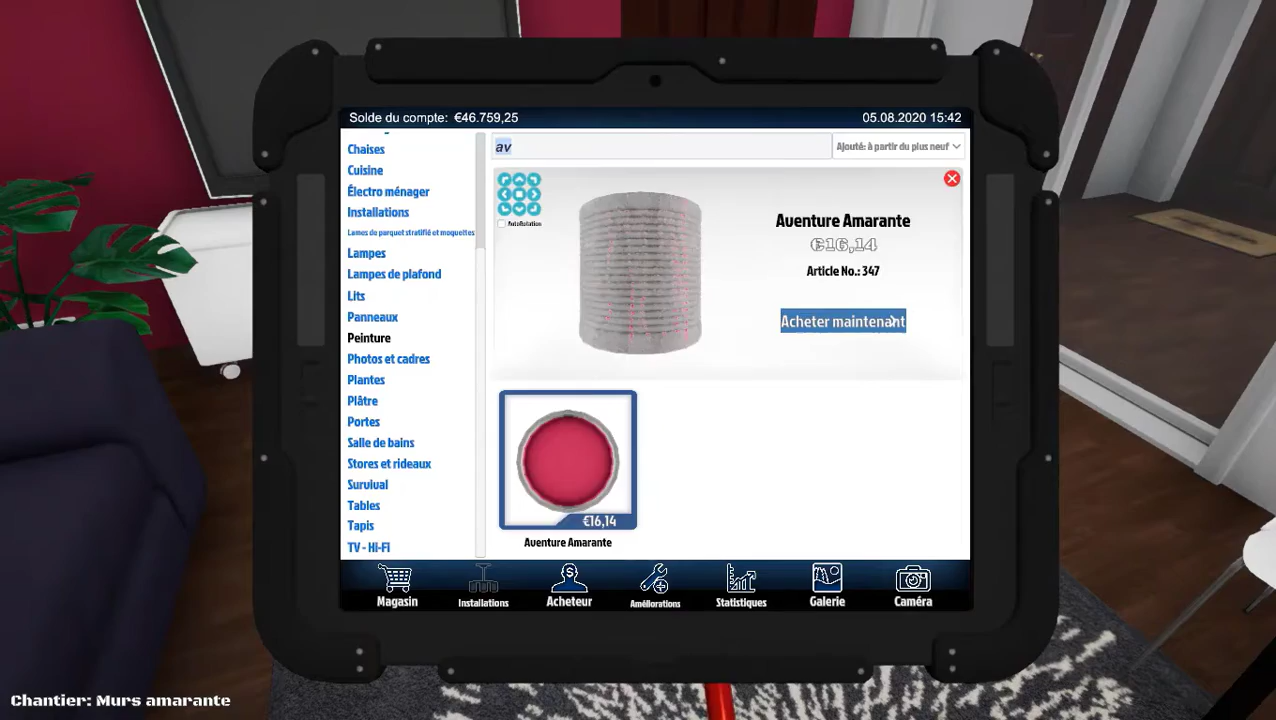 Solde du compte: €46.759,25
05.08.2020 15:42
Chaises
Cuisine
Électro ménager
Installations
Lames de parquet stratifié et moquettes
Lampes
Lampes de plafond
Lits
Panneaux
Peinture
Photos et cadres
Plantes
Plâtre
Portes
Salle de bains
Stores et rideaux
Survival
Tables
Tapis
TV - HI-FI
av
Ajouté: à partir du plus neuf
AutoRotation
Aventure Amarante
€16,14
Article No.: 347
Acheter maintenant
€16,14
Aventure Amarante
Magasin
Installations
Acheteur
Améliorations
Statistiques
Galerie
Caméra
Chantier: Murs amarante